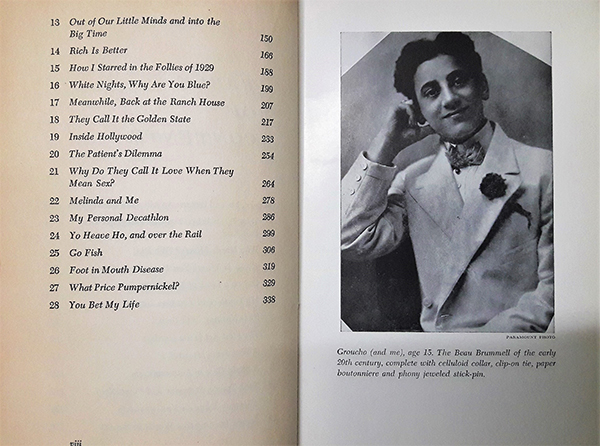 13 Out of Our Little Minds and into the
Big Time 150
14 Rich Is Better 166
15 How I Starred in the Follies of 1929 188
16 White Nights, Why Are You Blue? 199
17 Meanwhile, Back at the Ranch House 207
18 They Call It the Golden State 217
19 Inside Hollywood 233
20 The Patient's Dilemma 254
21 Why Do They Call It Love When They
Mean Sex? 264
22 Melinda and Me 278
23 My Personal Decathlon 286
24 Yo Heave Ho, and over the Rail 299
25 Go Fish 306
26 Foot in Mouth Disease 319
27 What Price Pumpernickel? 329
28 You Bet My Life 338
viii
PARAMOUNT PHOTO
Groucho (and me), age 15. The Beau Brummell of the early
20th century, complete with celluloid collar, clip-on tie, paper
boutonniere and phony jeweled stick-pin.